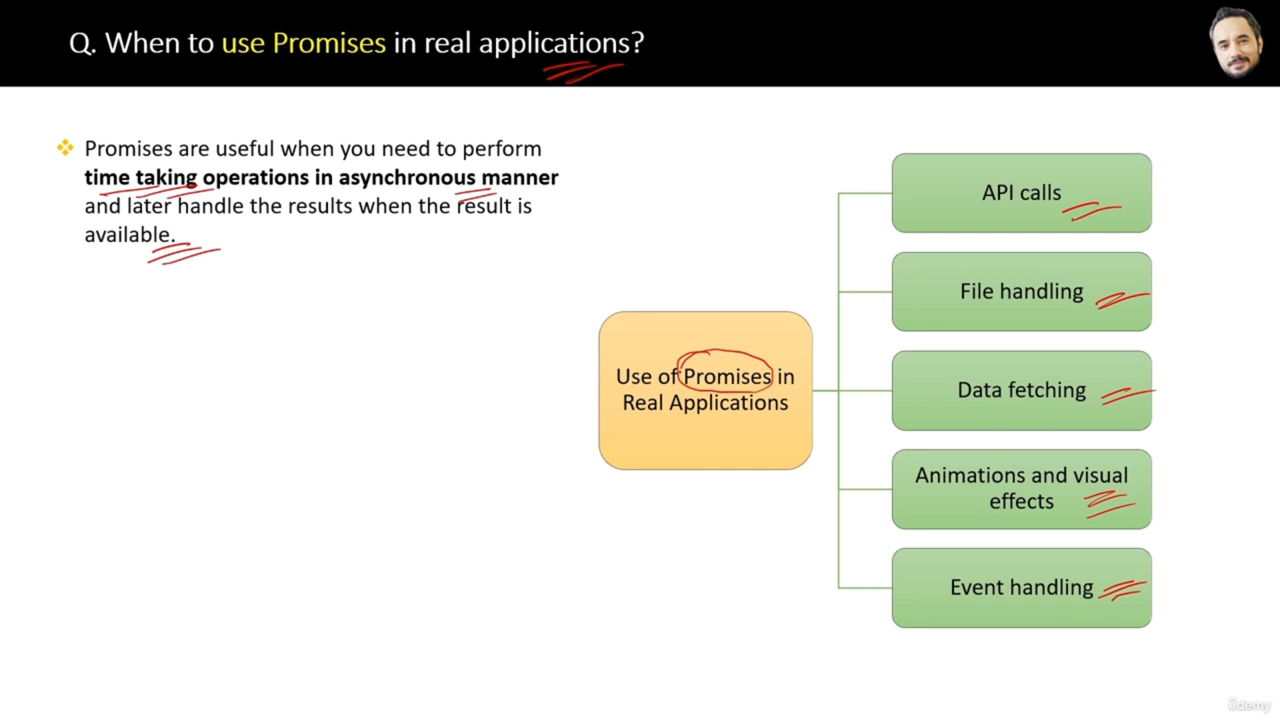 Q. When to use Promises in real applications?
Promises are useful when you need to perform
time taking operations in asynchronous manner
and later handle the results when the result is
available.
Use of Promises in
Real Applications
API calls
File handling
Data fetching
Animations and visual
effects
Event handling
ûdemy